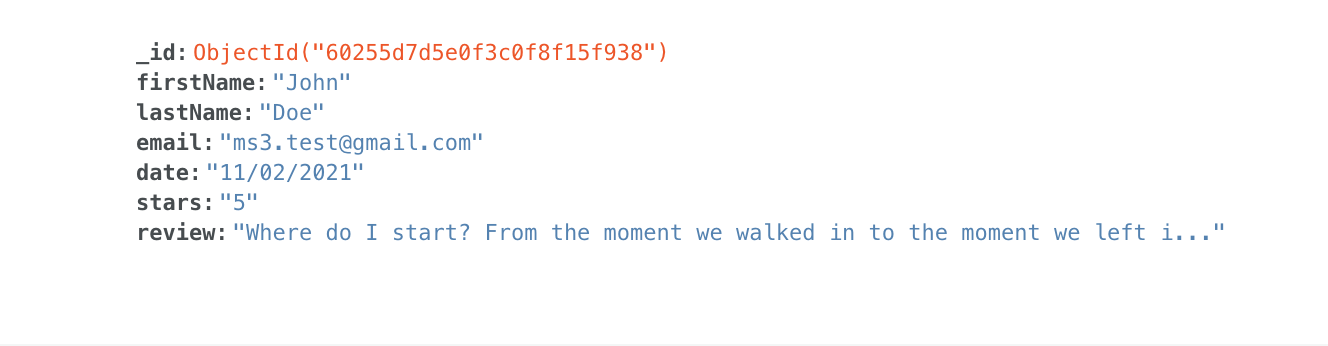 _id: ObjectId("60255d7d5e0f3c0f8f15f938")
firstName: "John"
lastName: "Doe"
email: "ms3.test@gmail.com"
date: "11/02/2021"
stars: "5"
review: "Where do I start? From the moment we walked in to the moment we left i..."